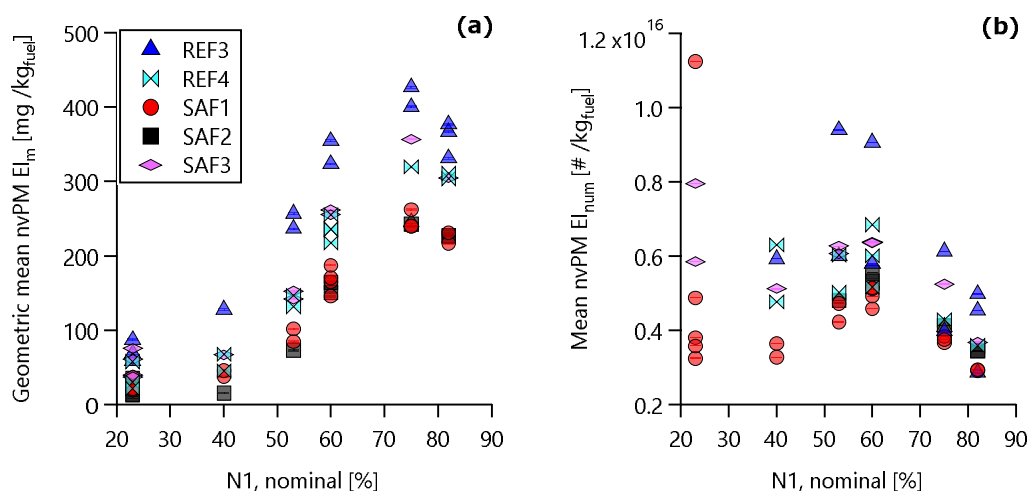 (a)
500
400
300
200
100
0
Geometric mean nvPM EIm [mg /kgfuel]
REF3
REF4
SAF1
SAF2
SAF3
20 30 40 50 60 70 80 90
N1, nominal [%]
(b)
1.2 x10^16
1.0
0.8
0.6
0.4
0.2
Mean nvPM EInum [# /kgfuel]
20 30 40 50 60 70 80 90
N1, nominal [%]